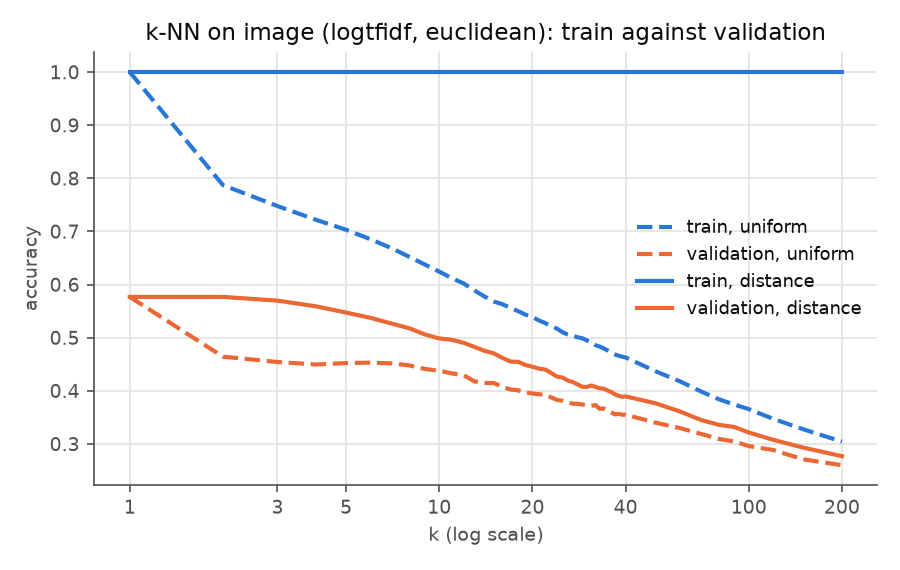 k-NN on image (logtfidf, euclidean): train against validation
accuracy
1.0
0.9
0.8
0.7
0.6
0.5
0.4
0.3
train, uniform
validation, uniform
train, distance
validation, distance
1 3 5 10 20 40 100 200
k (log scale)